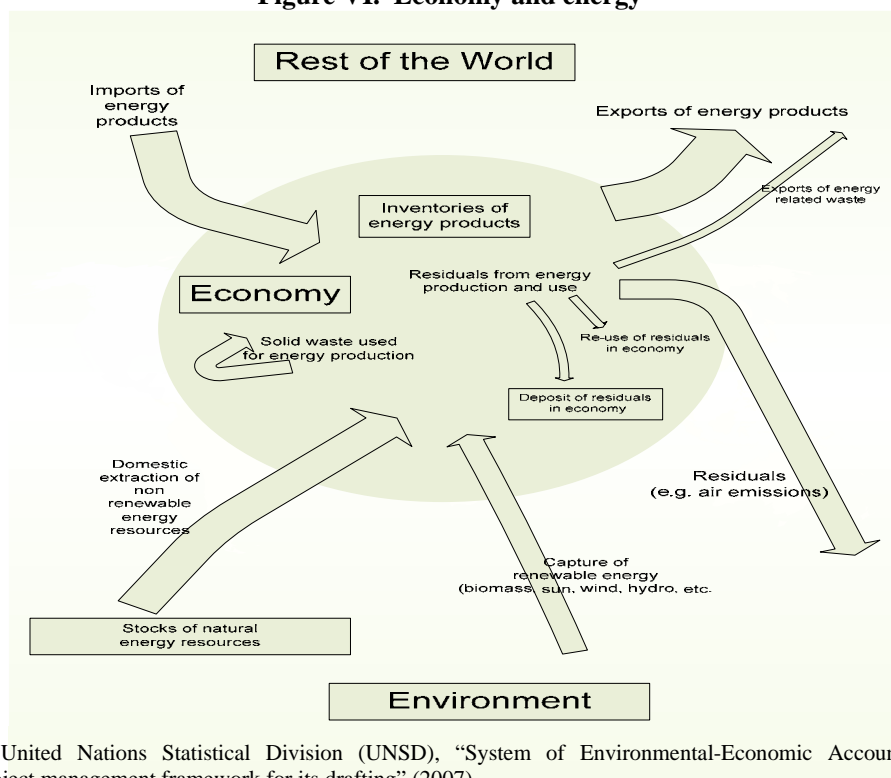 Figure VI. Economy and energy
Rest of the World
Imports of
energy
products
Exports of energy products
Exports of energy
related waste
Inventories of
energy products
Residuals from energy
production and use
Economy
Re-use of residuals
in economy
Solid waste used
for energy production
Deposit of residuals
in economy
Domestic
extraction of
non
renewable
energy
resources
Residuals
(e.g. air emissions)
Capture of
renewable energy
(biomass, sun, wind, hydro, etc.
Stocks of natural
energy resources
Environment
United Nations Statistical Division (UNSD), “System of Environmental-Economic Accoun
ject management framework for its drafting” (2007)